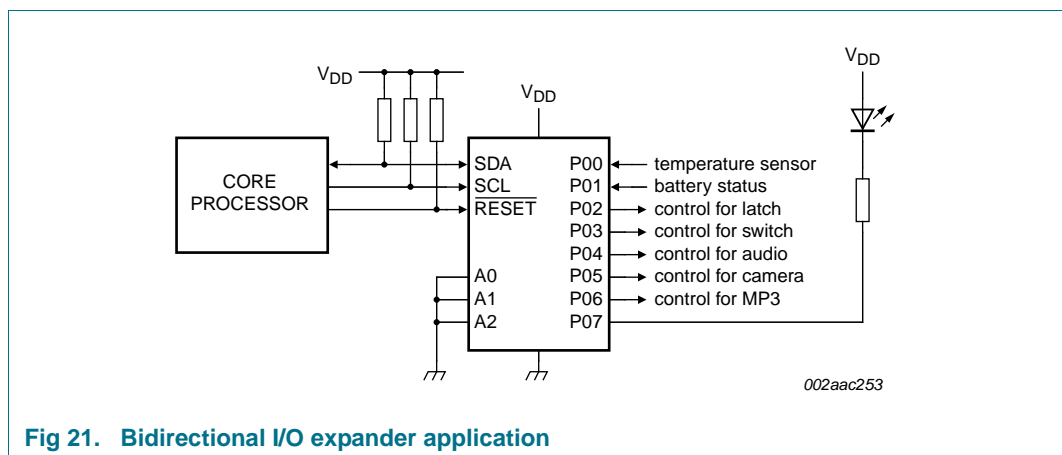 VDD
VDD
VDD
CORE
PROCESSOR
SDA
SCL
RESET
A0
A1
A2
P00
P01
P02
P03
P04
P05
P06
P07
temperature sensor
battery status
control for latch
control for switch
control for audio
control for camera
control for MP3
002aac253
Fig 21. Bidirectional I/O expander application